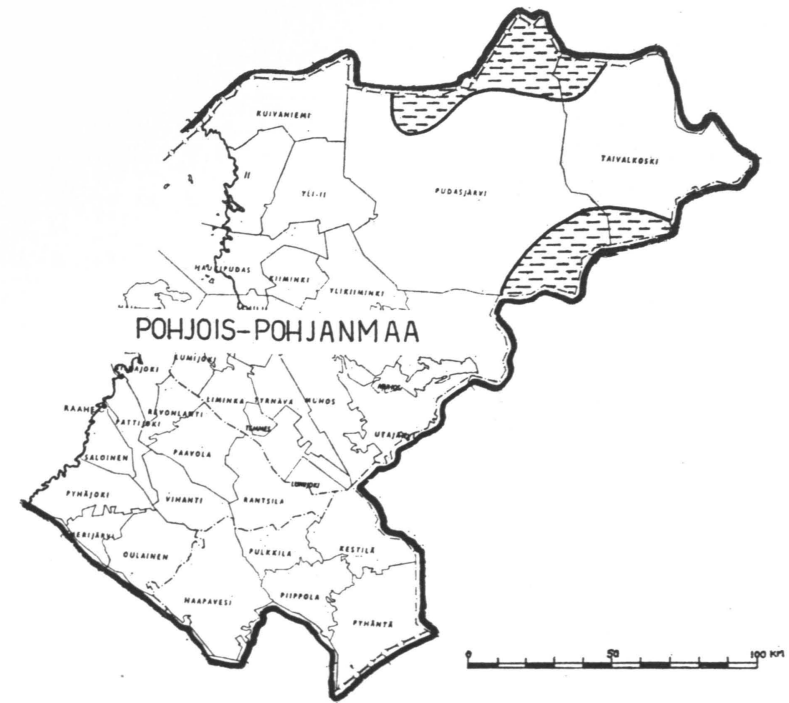 KUIVANIEMI
TAIVALKOSKI
II
YLI-II
PUDASJÄRVI
HAUKIPUDAS
KIIMINKI
YLIKIIMINKI
POHJOIS-POHJANMAA
RUMIJOKI
RAAHE
PATTIJOKI
REVONLAHTI
LIMINKA
TYRNÄVÄ
MUHOS
TEMMES
UTAJÄRVI
SALOINEN
PAAVOLA
PYHÄJOKI
VIHANTI
RANTSILA
MERIJÄRVI
OULAINEN
PULKKILA
KESTILÄ
HAAPAVESI
PIIPPOLA
PYHÄNTÄ
0 50 100 KM